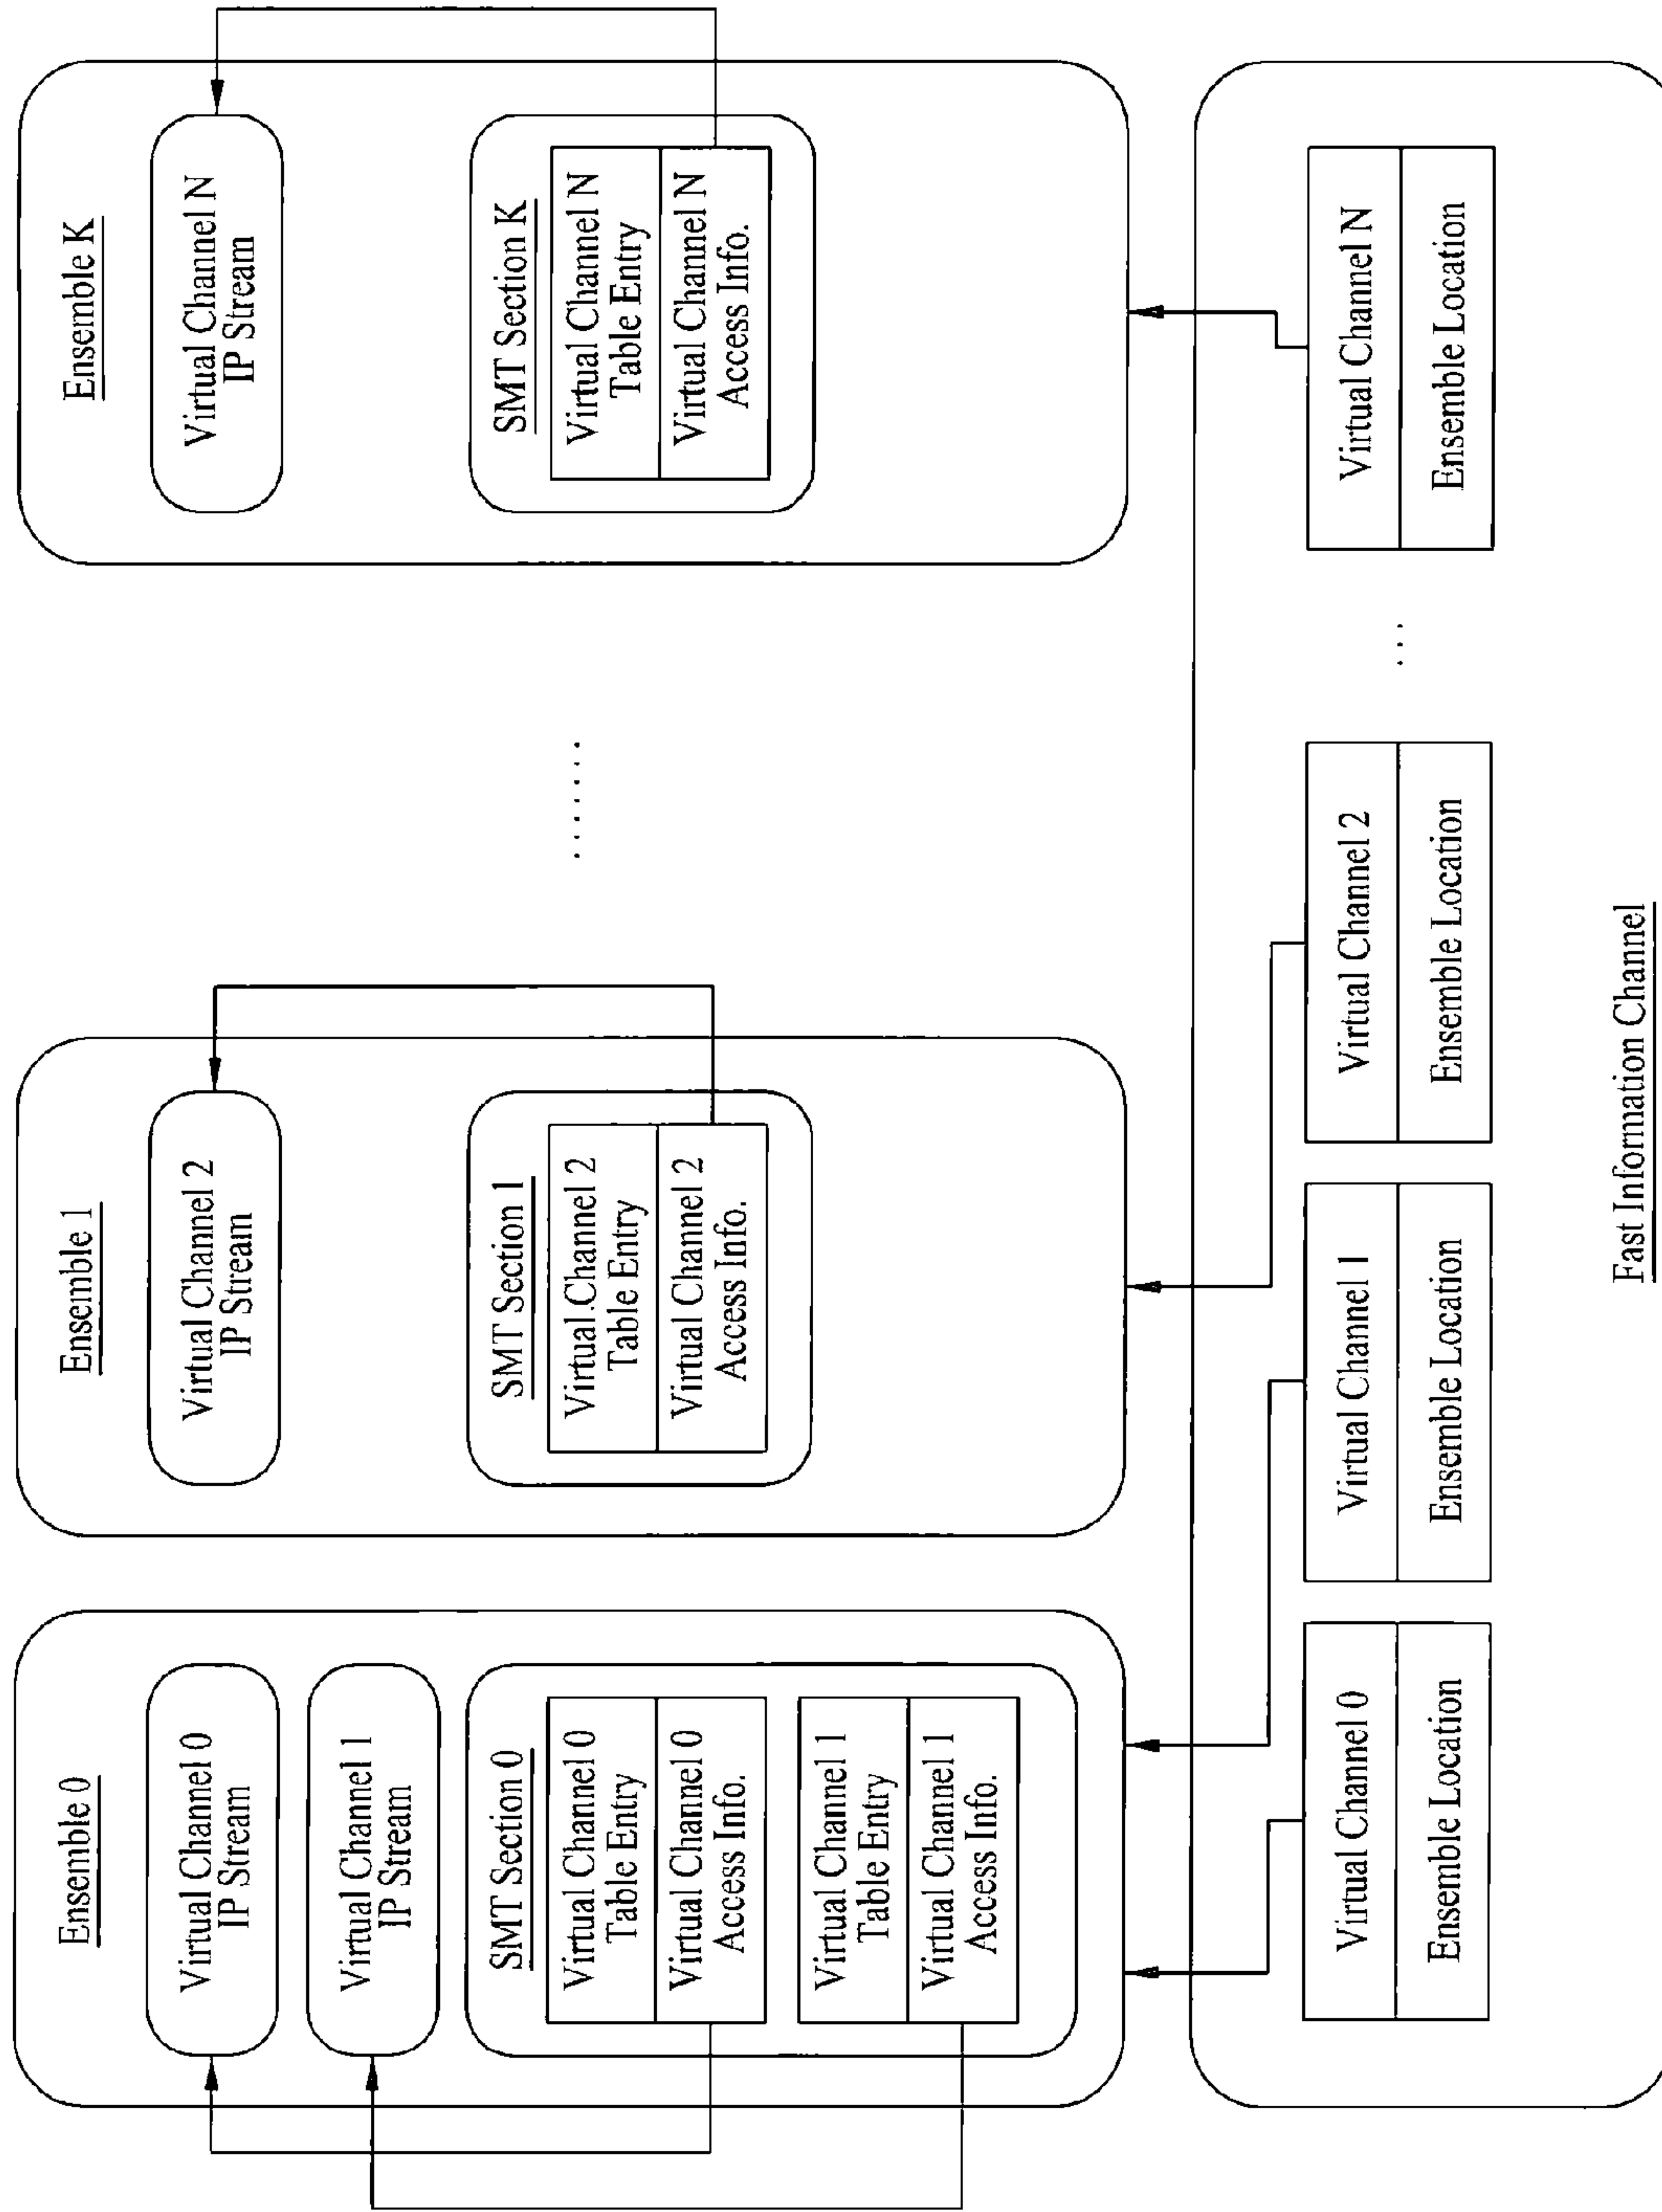 Ensemble 0
Virtual Channel 0
IP Stream
Virtual Channel 1
IP Stream
SMT Section 0
Virtual Channel 0
Table Entry
Virtual Channel 0
Access Info.
Virtual Channel 1
Table Entry
Virtual Channel 1
Access Info.
Ensemble 1
Virtual Channel 2
IP Stream
SMT Section 1
Virtual Channel 2
Table Entry
Virtual Channel 2
Access Info.
.......
Ensemble K
Virtual Channel N
IP Stream
SMT Section K
Virtual Channel N
Table Entry
Virtual Channel N
Access Info.
Virtual Channel 0
Ensemble Location
Virtual Channel 1
Ensemble Location
Virtual Channel 2
Ensemble Location
...
Virtual Channel N
Ensemble Location
Fast Information Channel